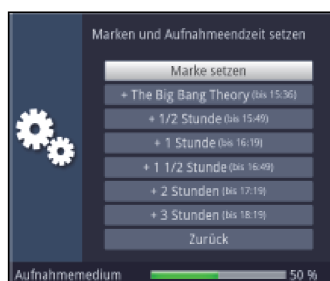 Marken und Aufnahmeendzeit setzen
Marke setzen
+ The Big Bang Theory (bis 15:36)
+ 1/2 Stunde (bis 15:49)
+ 1 Stunde (bis 16:19)
+ 1 1/2 Stunde (bis 16:49)
+ 2 Stunden (bis 17:19)
+ 3 Stunden (bis 18:19)
Zurück
Aufnahmemedium 50 %